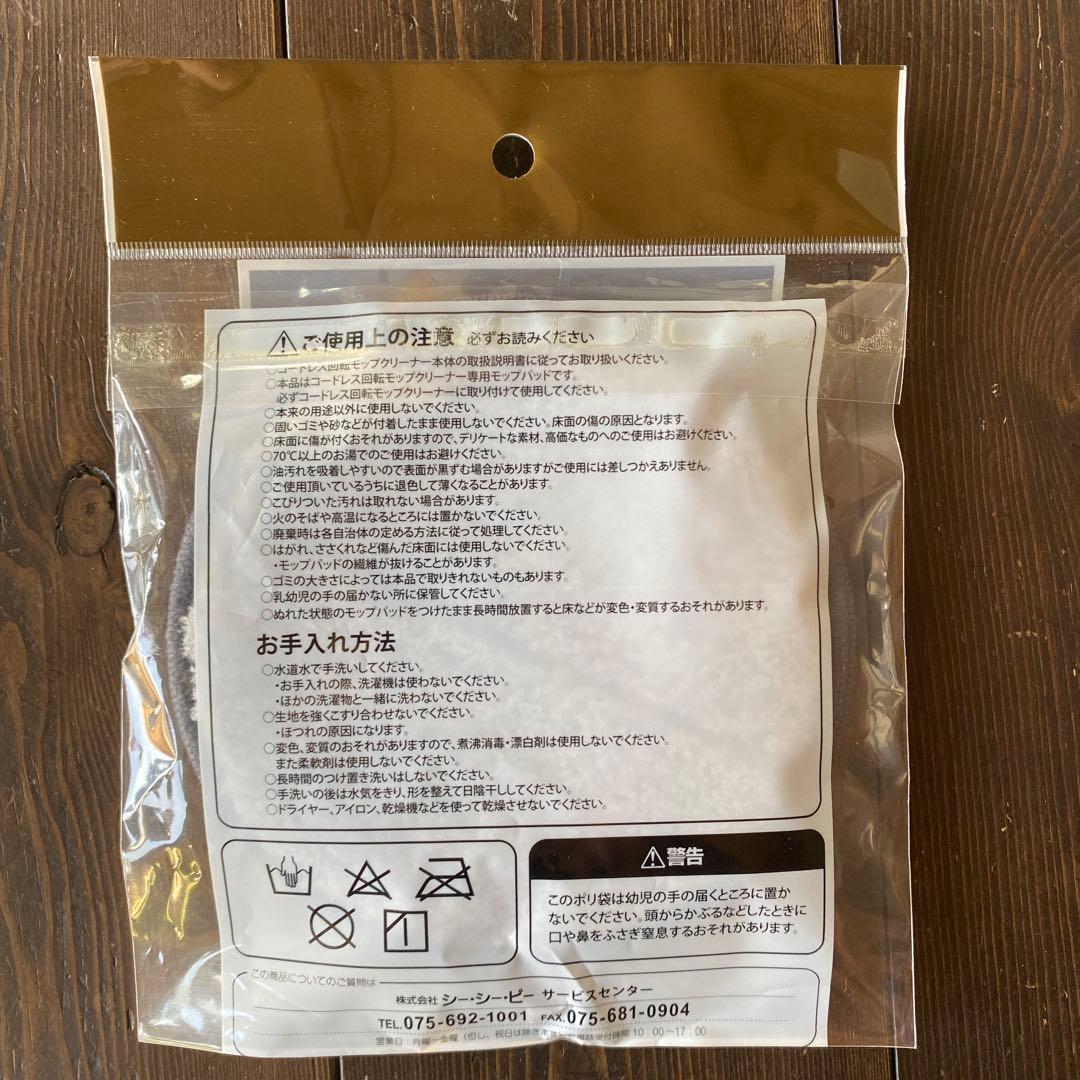 ご使用上の注意 必ずお読みください
○コードレス回転モップクリーナー本体の取扱説明書に従ってお取り扱いください。
○本品はコードレス回転モップクリーナー専用モップパッドです。
必ずコードレス回転モップクリーナーに取り付けて使用してください。
○本来の用途以外に使用しないでください。
○固いゴミや砂などが付着したまま使用しないでください。床面の傷の原因となります。
○床面に傷が付くおそれがありますので、デリケートな素材、高価なものへのご使用はお避けください。
○70℃以上のお湯でのご使用はお避けください。
○油汚れを吸着しやすいので表面が黒ずむ場合がありますがご使用には差しつかえありません。
○ご使用頂いているうちに退色して薄くなることがあります。
○こびりついた汚れは取れない場合があります。
○火のそばや高温になるところには置かないでください。
○廃棄時は各自治体の定める方法に従って処理してください。
○はがれ、ささくれなど傷んだ床面には使用しないでください。
・モップパッドの繊維が抜けることがあります。
○ゴミの大きさによっては本品で取りきれないものもあります。
○乳幼児の手の届かない所に保管してください。
○ぬれた状態のモップパッドをつけたまま長時間放置すると床などが変色・変質するおそれがあります。
お手入れ方法
○水道水で手洗いしてください。
・お手入れの際、洗濯機は使わないでください。
・ほかの洗濯物と一緒に洗わないでください。
○生地を強くこすり合わせないでください。
・ほつれの原因になります。
○変色、変質のおそれがありますので、煮沸消毒・漂白剤は使用しないでください。
また柔軟剤は使用しないでください。
○長時間のつけ置き洗いはしないでください。
○手洗いの後は水気をきり、形を整えて日陰干ししてください。
○ドライヤー、アイロン、乾燥機などを使って乾燥させないでください。
警告
このポリ袋は幼児の手の届くところに置か
ないでください。頭からかぶるなどしたときに
口や鼻をふさぎ窒息するおそれがあります。
この商品についてのご質問は
株式会社 シー・シー・ピー サービスセンター
TEL.075-692-1001 FAX.075-681-0904
営業日:月曜〜金曜(但し、祝日は除きます) 電話受付時間10:00〜17:00